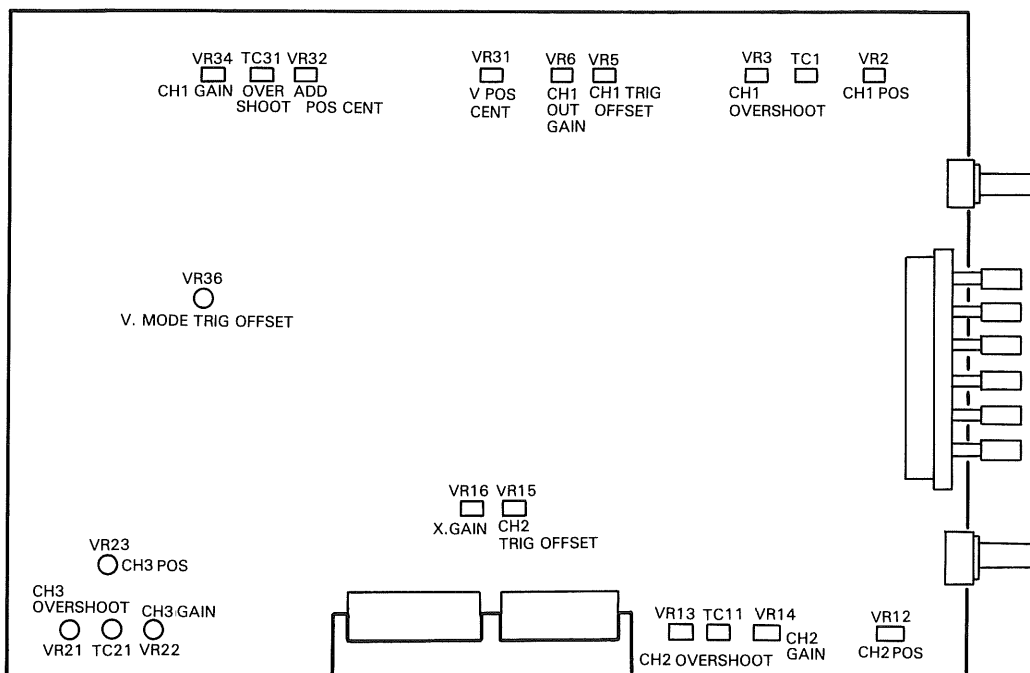 VR34 TC31 VR32
CH1 GAIN OVER ADD
SHOOT POS CENT
VR31
V POS
CENT
VR6 VR5
CH1 CH1 TRIG
OUT OFFSET
GAIN
VR3 TC1
CH1
OVERSHOOT
VR2
CH1 POS
VR36
V. MODE TRIG OFFSET
VR16 VR15
X.GAIN CH2
TRIG OFFSET
VR23
CH3 POS
CH3
OVERSHOOT CH3 GAIN
VR21 TC21 VR22
VR13 TC11 VR14
CH2 OVERSHOOT CH2
GAIN
VR12
CH2 POS